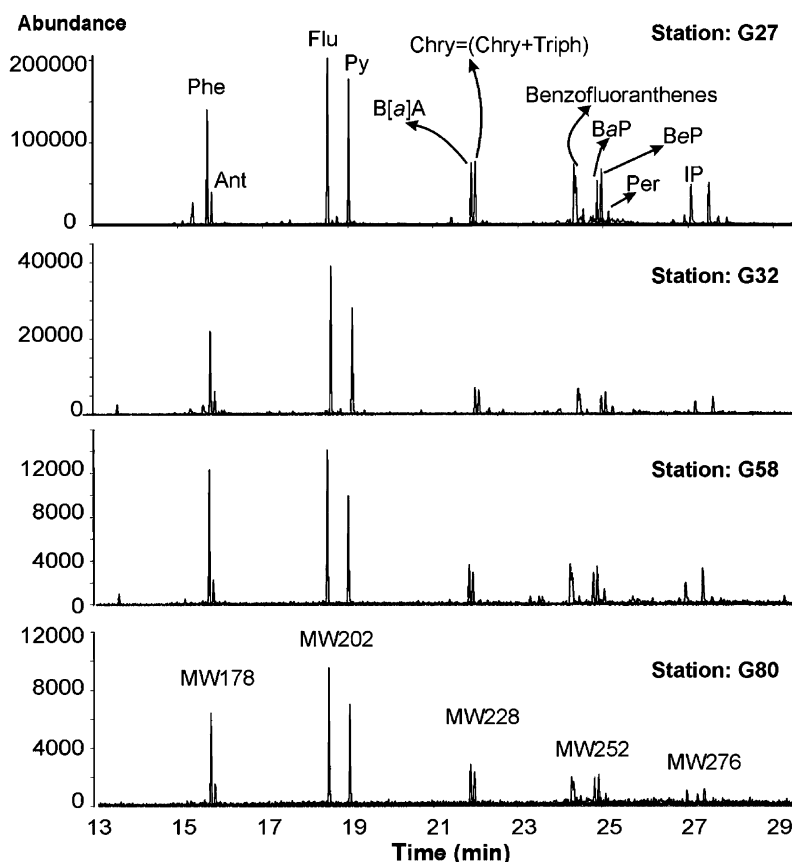 Abundance
Station: G27
200000
100000
0
Phe
Ant
Flu
Py
B[a]A
Chry=(Chry+Triph)
Benzofluoranthenes
BaP
BeP
Per
IP
Station: G32
40000
20000
0
Station: G58
12000
8000
4000
0
Station: G80
12000
8000
4000
0
MW178
MW202
MW228
MW252
MW276
13 15 17 19 21 23 25 27 29
Time (min)